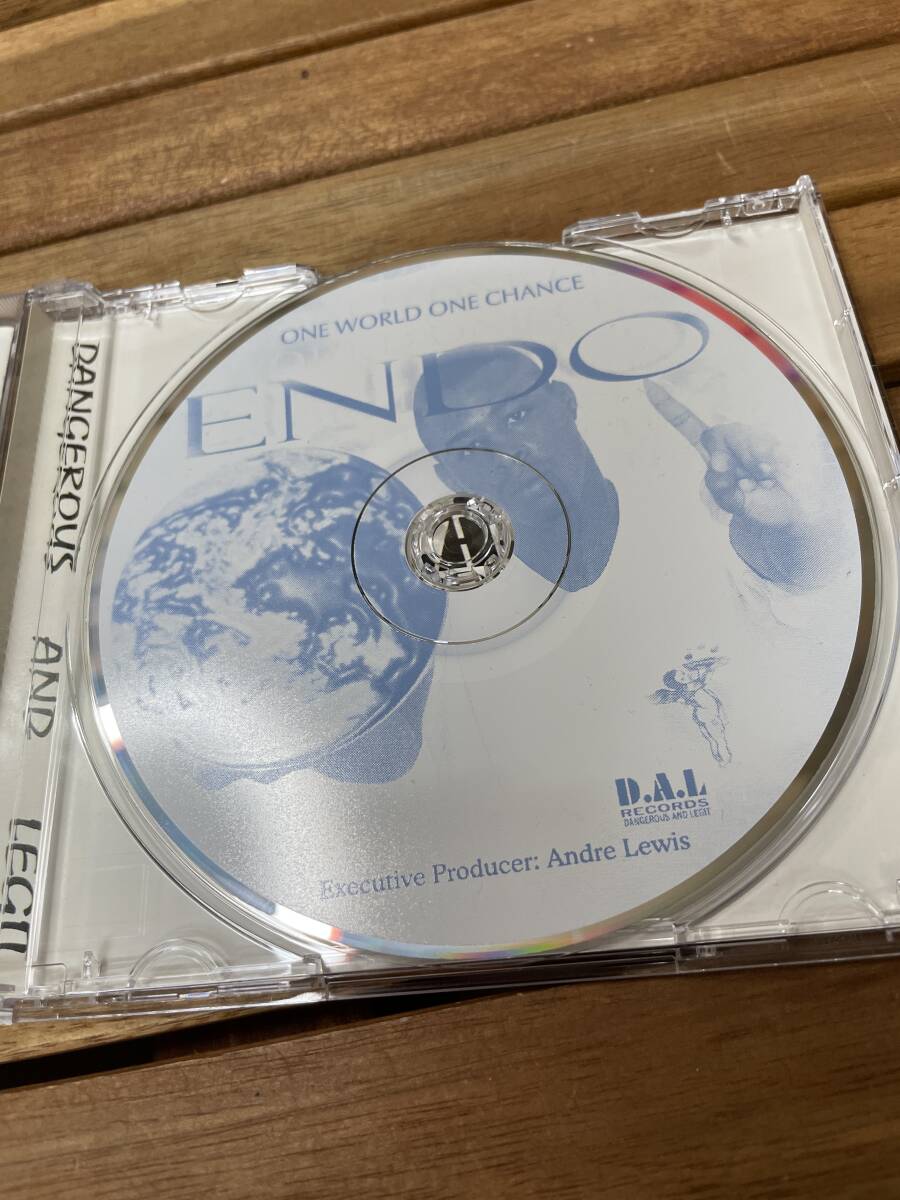 ONE WORLD ONE CHANCE
ENDO
D.A.L
RECORDS
DANGEROUS AND LEGIT
Executive Producer: Andre Lewis
DANGEROUS AND